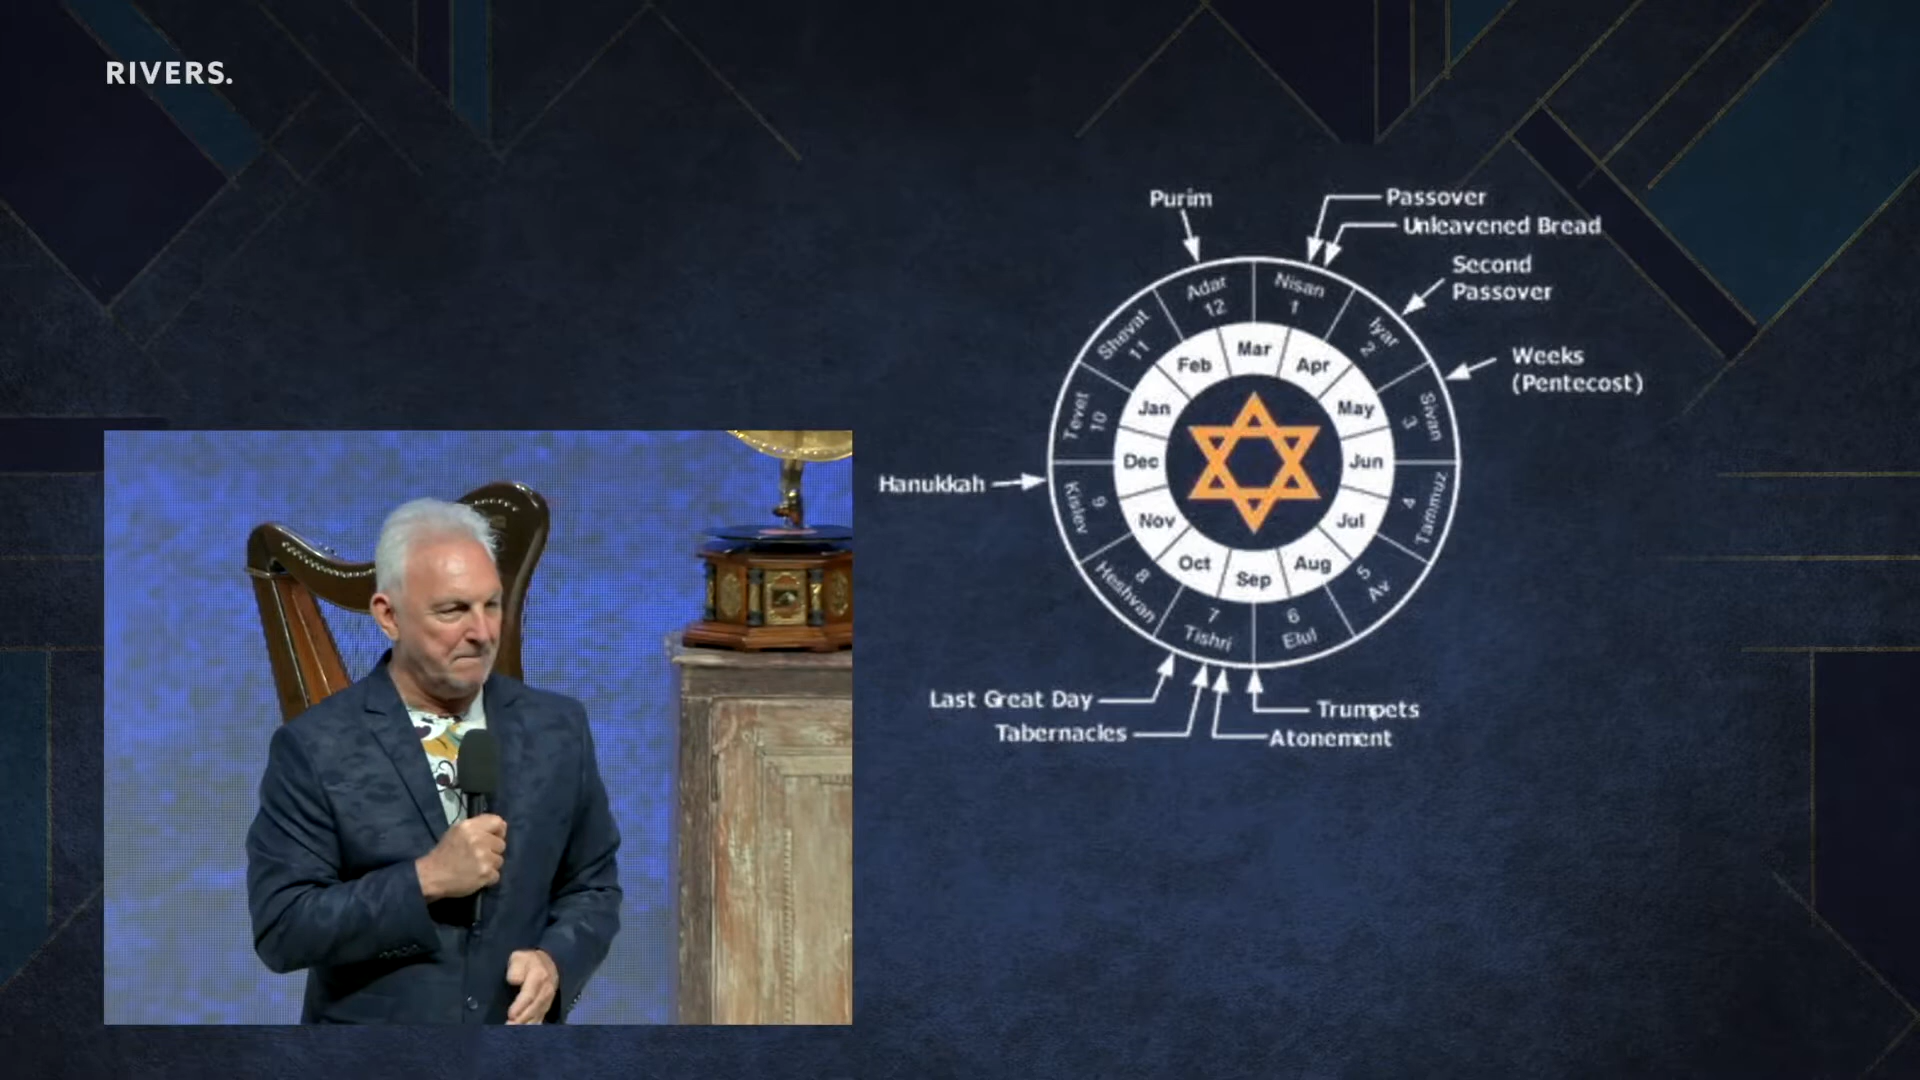 RIVERS.
Purim
Passover
Unleavened Bread
Second
Passover
Weeks
(Pentecost)
Hanukkah
Last Great Day
Tabernacles
Trumpets
Atonement
Nisan
1
Iyar
2
Sivan
3
Tammuz
4
Av
5
Elul
6
Tishri
7
Heshvan
8
Kislev
9
Tevet
10
Shevat
11
Adar
12
Mar
Apr
May
Jun
Jul
Aug
Sep
Oct
Nov
Dec
Jan
Feb